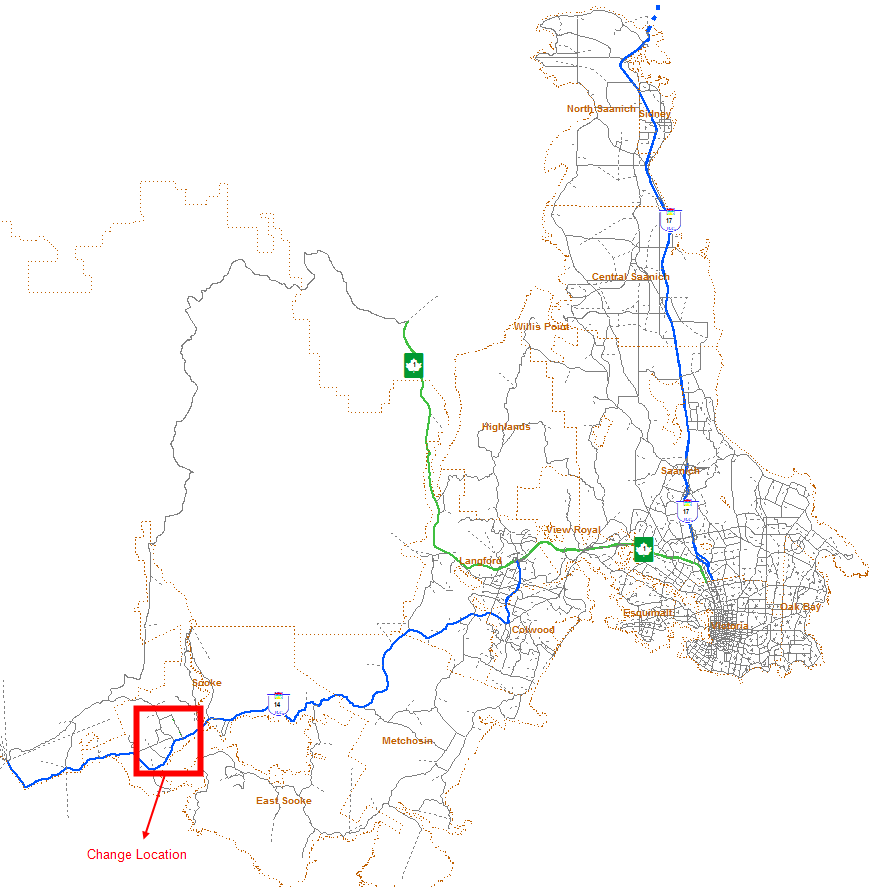 North Saanich
Sidney
17
Central Saanich
Willis Point
1
Highlands
Saanich
17
View Royal
1
Langford
Esquimalt
Oak Bay
Victoria
Colwood
Sooke
14
Metchosin
East Sooke
Change Location